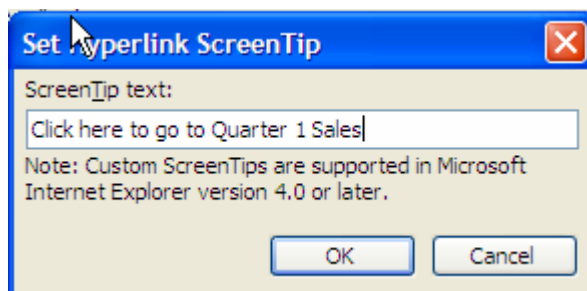 Set Hyperlink ScreenTip
ScreenTip text:
Click here to go to Quarter 1 Sales
Note: Custom ScreenTips are supported in Microsoft
Internet Explorer version 4.0 or later.
OK Cancel